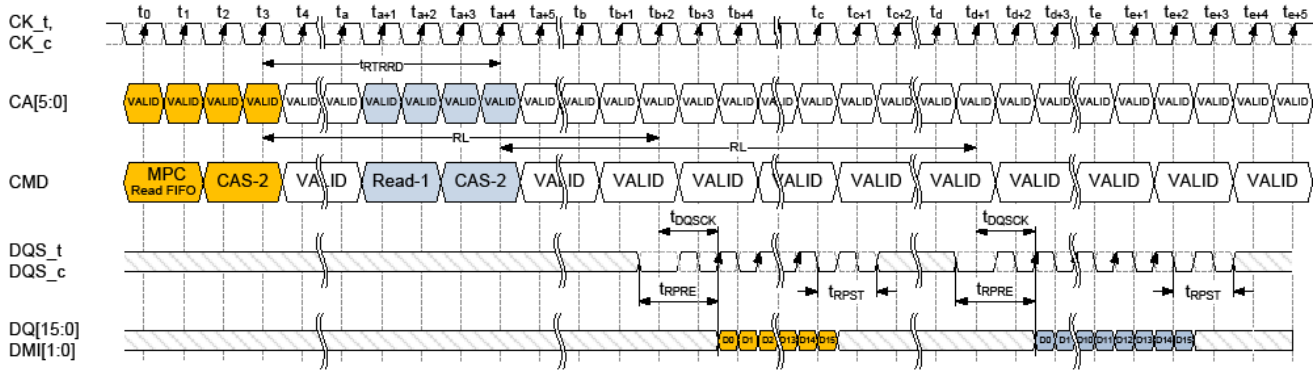 CK_t, CK_c t0 t1 t2 t3 t4 ta ta+1 ta+2 ta+3 ta+4 ta+5 tb tb+1 tb+2 tb+3 tb+4 tc tc+1 tc+2 td td+1 td+2 td+3 te te+1 te+2 te+3 te+4 te+5
tRTRRD
CA[5:0] VALID VALID VALID VALID VALID VALID VALID VALID VALID VALID VALID VALID VALID VALID VALID VALID VALID VALID VALID VALID VALID VALID VALID VALID VALID VALID VALID VALID VALID
RL RL
CMD MPC Read FIFO CAS-2 VALID Read-1 CAS-2 VALID VALID VALID VALID VALID VALID VALID VALID VALID
tDQSCK tDQSCK
DQS_t
DQS_c
tRPRE tRPST tRPRE tRPST
DQ[15:0]
DMI[1:0]
D0 D1 D2 D13 D14 D15 D0 D1 D10 D11 D12 D13 D14 D15